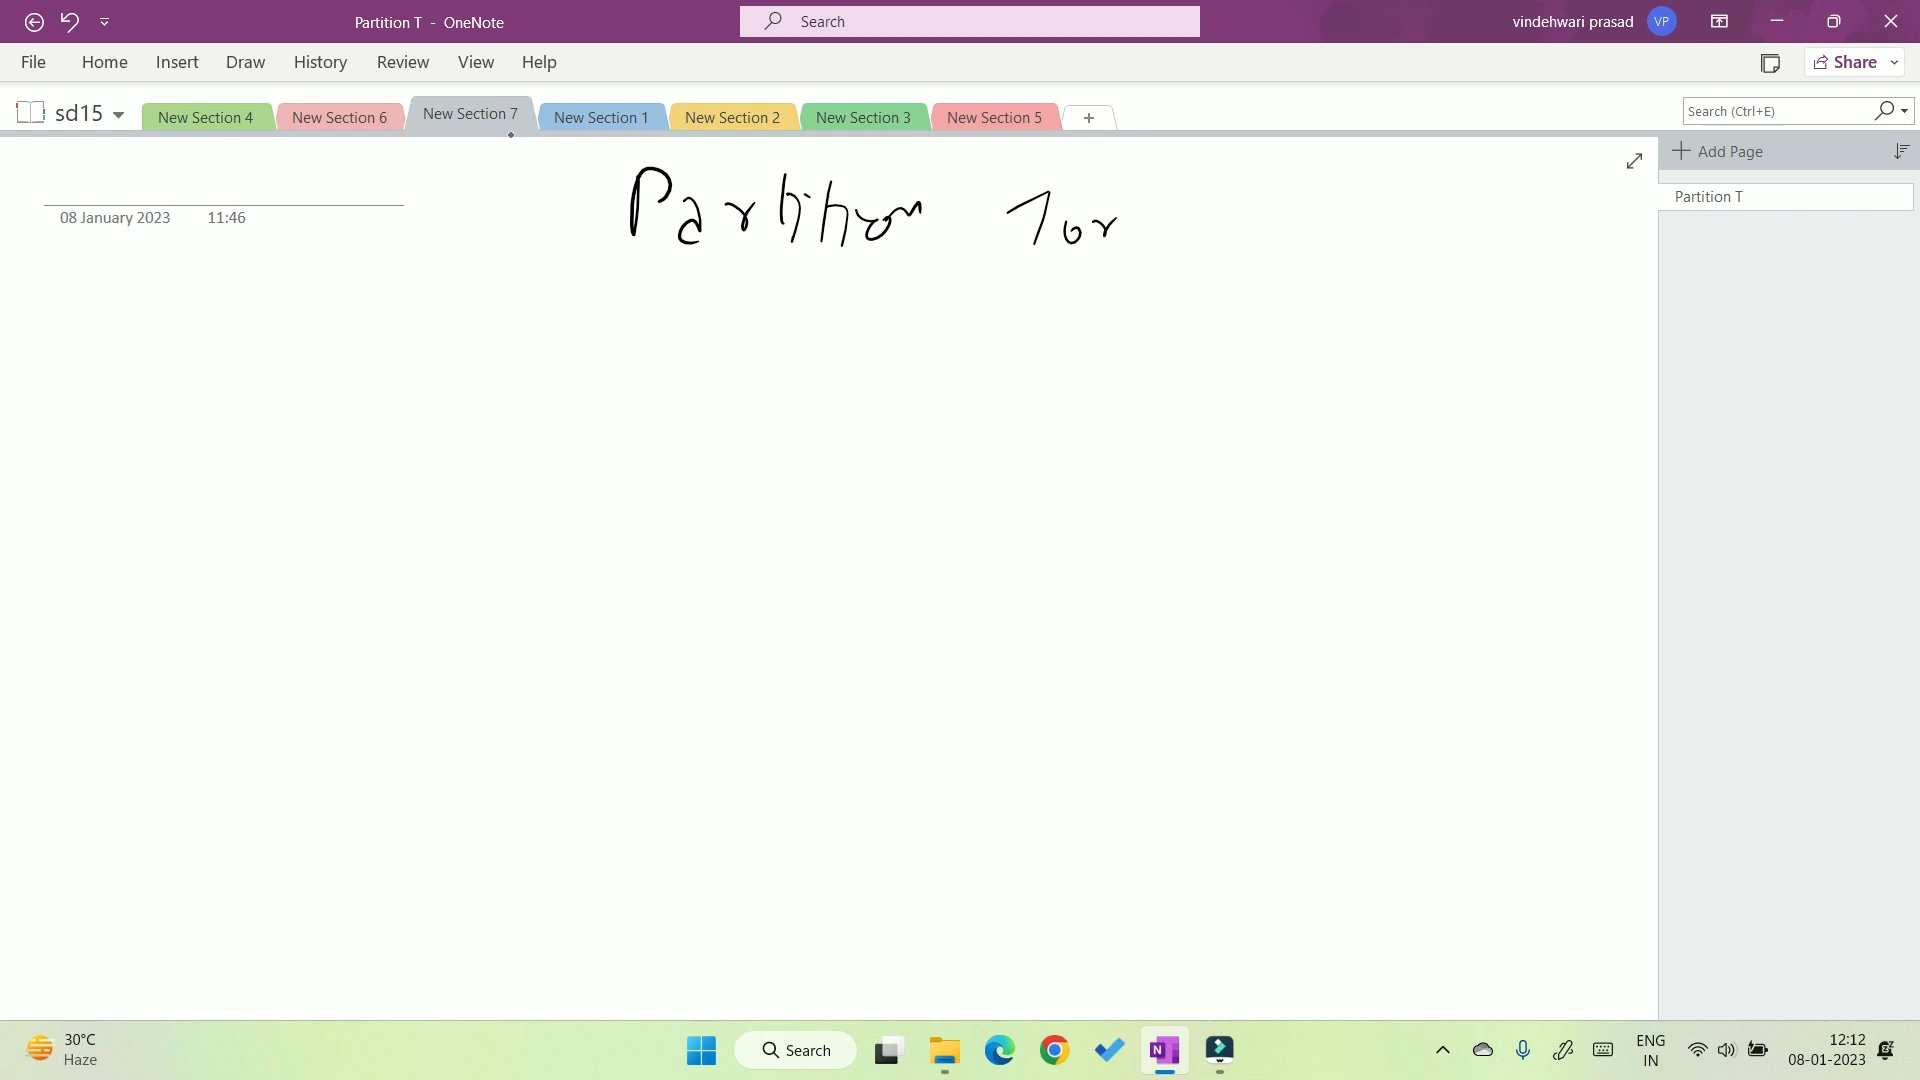 Partition T - OneNote
Search
vindehwari prasad
VP
File Home Insert Draw History Review View Help
Share
sd15
New Section 4
New Section 6
New Section 7
New Section 1
New Section 2
New Section 3
New Section 5
+
Search (Ctrl+E)
Add Page
Partition T
Partition Tor
08 January 2023 11:46
30°C
Haze
Search
ENG
IN
12:12
08-01-2023